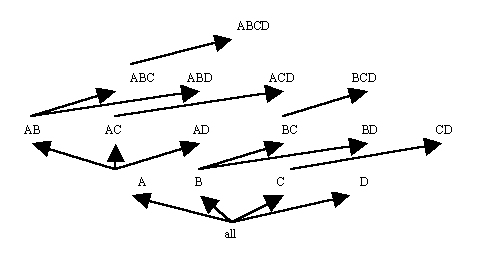 ABCD
ABC ABD ACD BCD
AB AC AD BC BD CD
A B C D
all